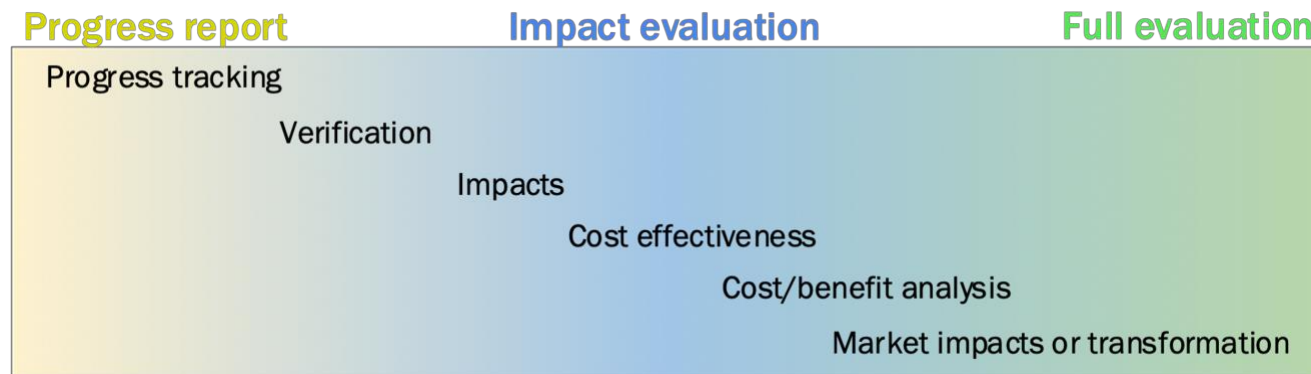 Progress report Impact evaluation Full evaluation
Progress tracking
Verification
Impacts
Cost effectiveness
Cost/benefit analysis
Market impacts or transformation